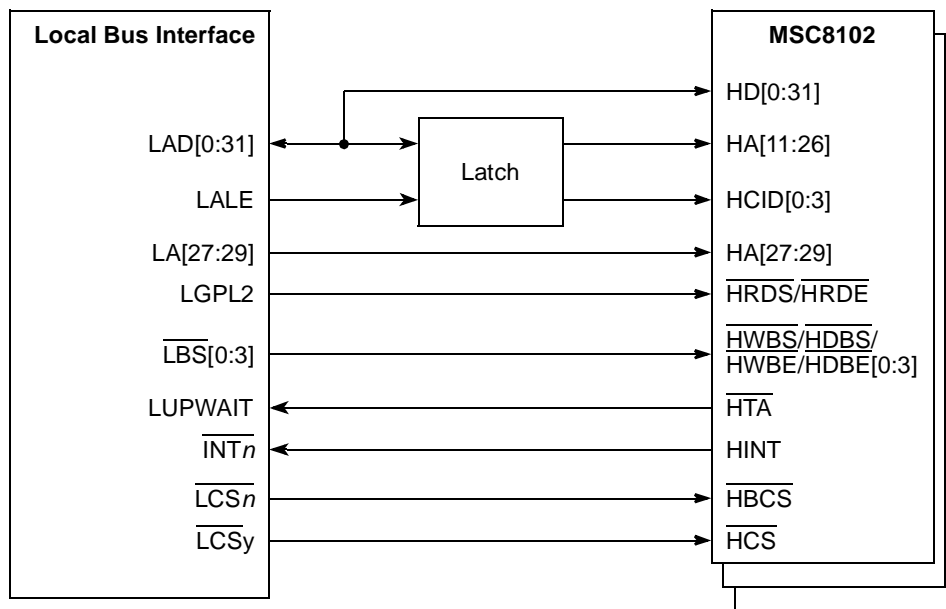 Local Bus Interface
MSC8102
HD[0:31]
LAD[0:31]
Latch
HA[11:26]
LALE
HCID[0:3]
LA[27:29]
HA[27:29]
LGPL2
HRDS/HRDE
LBS[0:3]
HWBS/HDBS/
HWBE/HDBE[0:3]
LUPWAIT
HTA
INTn
HINT
LCSn
HBCS
LCSy
HCS